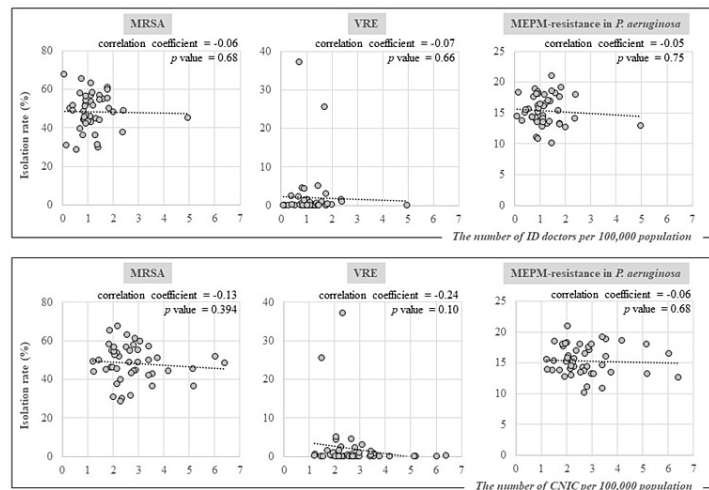 MRSA
VRE
MEPM-resistance in P. aeruginosa
correlation coefficient = -0.06
p value = 0.68
correlation coefficient = -0.07
p value = 0.66
correlation coefficient = -0.05
p value = 0.75
Isolation rate (%)
80
60
40
20
0
0 1 2 3 4 5 6 7
40
30
20
10
0
0 1 2 3 4 5 6 7
25
20
15
10
5
0
0 1 2 3 4 5 6 7
The number of ID doctors per 100,000 population
MRSA
VRE
MEPM-resistance in P. aeruginosa
correlation coefficient = -0.13
p value = 0.394
correlation coefficient = -0.24
p value = 0.10
correlation coefficient = -0.06
p value = 0.68
Isolation rate (%)
80
60
40
20
0
0 1 2 3 4 5 6 7
40
30
20
10
0
0 1 2 3 4 5 6 7
25
20
15
10
5
0
0 1 2 3 4 5 6 7
The number of CNIC per 100,000 population